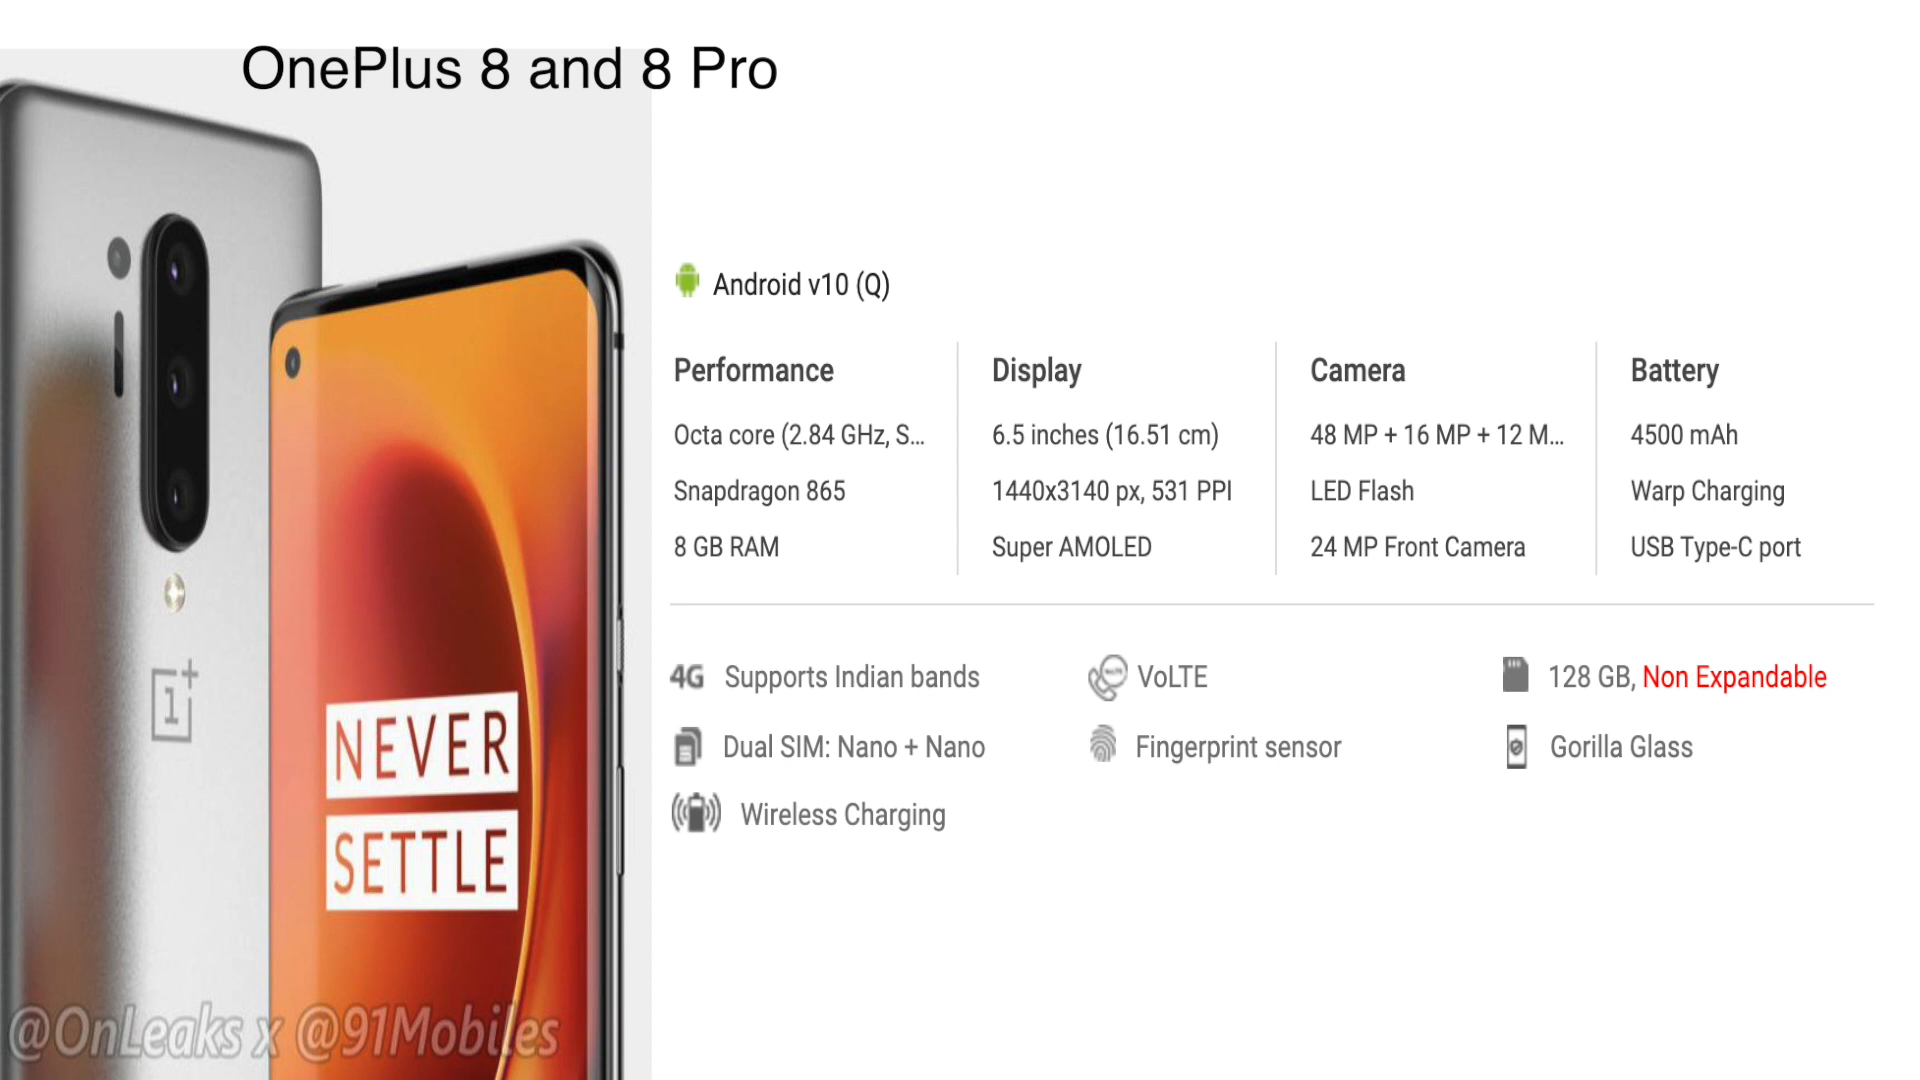 OnePlus 8 and 8 Pro
Android v10 (Q)
Performance
Octa core (2.84 GHz, S...
Snapdragon 865
8 GB RAM
Display
6.5 inches (16.51 cm)
1440x3140 px, 531 PPI
Super AMOLED
Camera
48 MP + 16 MP + 12 M...
LED Flash
24 MP Front Camera
Battery
4500 mAh
Warp Charging
USB Type-C port
4G Supports Indian bands
VoLTE
128 GB, Non Expandable
Dual SIM: Nano + Nano
Fingerprint sensor
Gorilla Glass
Wireless Charging
1+
NEVER
SETTLE
@OnLeaks x @91Mobiles